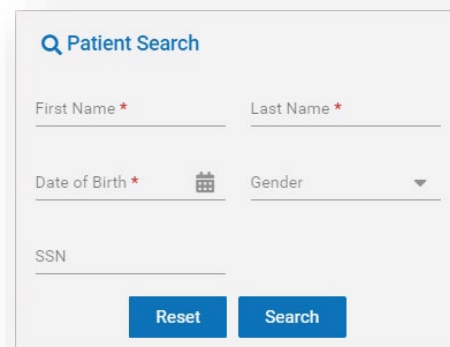 Patient Search
First Name * Last Name *
Date of Birth * Gender
SSN
Reset Search